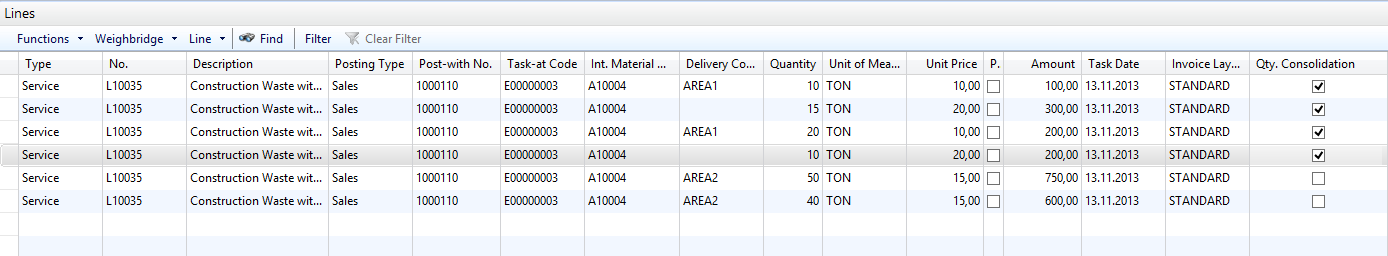 Lines
Functions Weighbridge Line Find Filter Clear Filter
Type No. Description Posting Type Post-with No. Task-at Code Int. Material ... Delivery Co... Quantity Unit of Mea... Unit Price P. Amount Task Date Invoice Lay... Qty. Consolidation
Service L10035 Construction Waste wit... Sales 1000110 E00000003 A10004 AREA1 10 TON 10,00 100,00 13.11.2013 STANDARD
Service L10035 Construction Waste wit... Sales 1000110 E00000003 A10004 15 TON 20,00 300,00 13.11.2013 STANDARD
Service L10035 Construction Waste wit... Sales 1000110 E00000003 A10004 AREA1 20 TON 10,00 200,00 13.11.2013 STANDARD
Service L10035 Construction Waste wit... Sales 1000110 E00000003 A10004 10 TON 20,00 200,00 13.11.2013 STANDARD
Service L10035 Construction Waste wit... Sales 1000110 E00000003 A10004 AREA2 50 TON 15,00 750,00 13.11.2013 STANDARD
Service L10035 Construction Waste wit... Sales 1000110 E00000003 A10004 AREA2 40 TON 15,00 600,00 13.11.2013 STANDARD